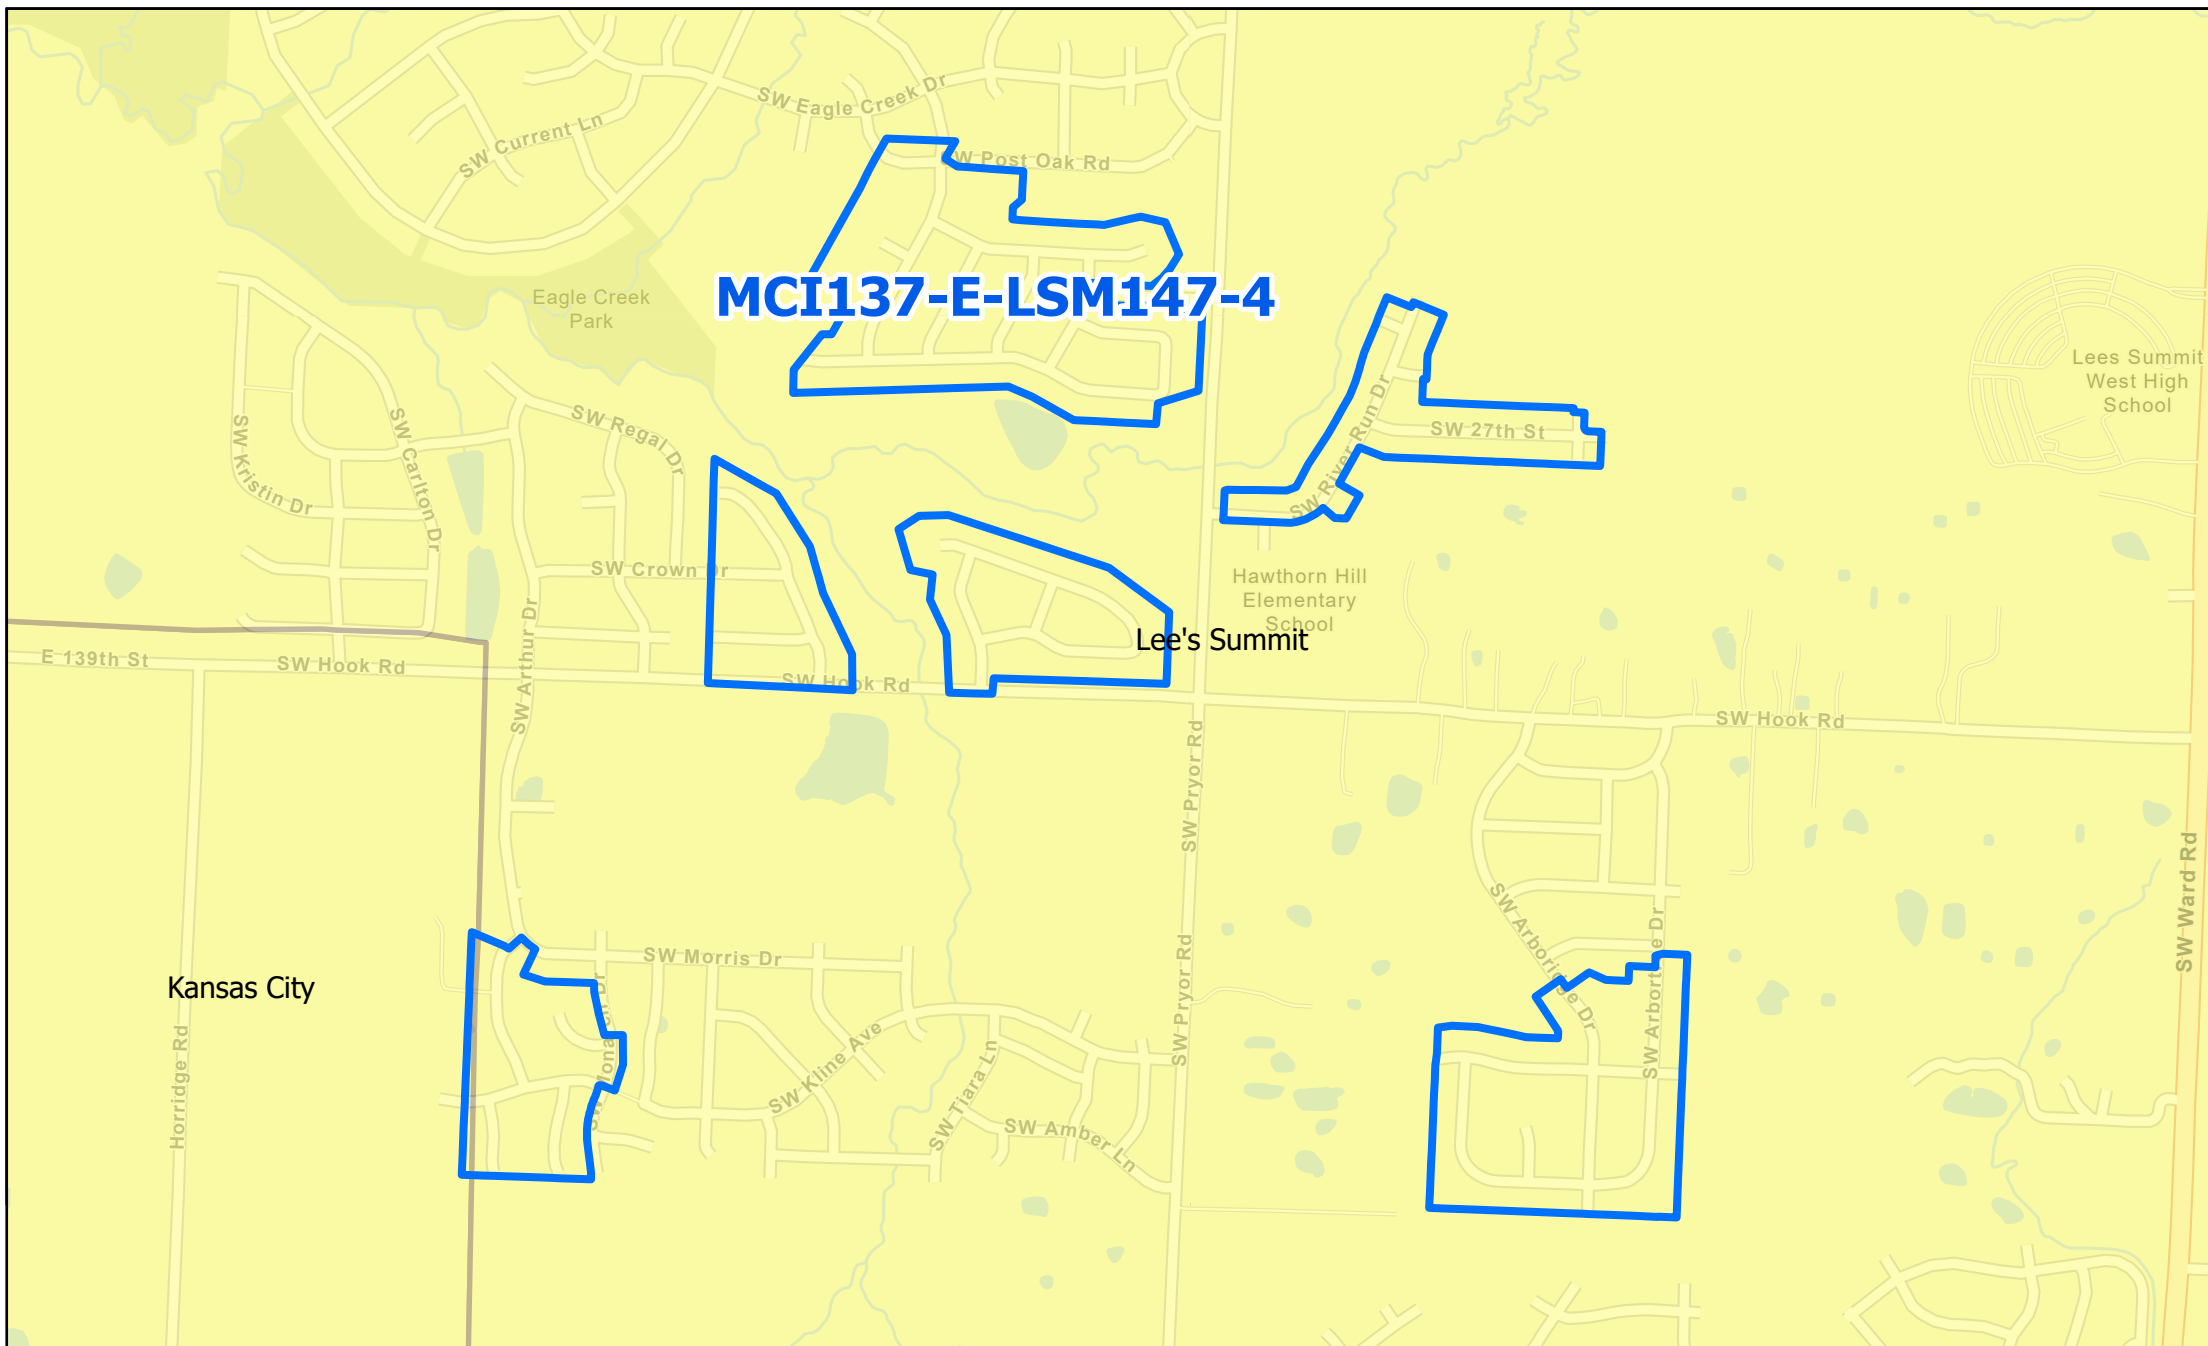 SW Eagle Creek Dr
SW Current Ln
SW Post Oak Rd
Eagle Creek
Park
MCI137-E-LSM147-4
Lees Summit
West High
School
SW Kristin Dr
SW Carlton Dr
SW Regal Dr
SW River Run Dr
SW 27th St
SW Crown Dr
Hawthorn Hill
Elementary
School
Lee's Summit
E 139th St
SW Hook Rd
SW Arthur Dr
SW Hook Rd
SW Hook Rd
SW Pryor Rd
SW Ward Rd
SW Arboridge Dr
SW Morris Dr
SW Pryor Rd
Kansas City
Horridge Rd
SW Kline Ave
SW Tiara Ln
SW Amber Ln